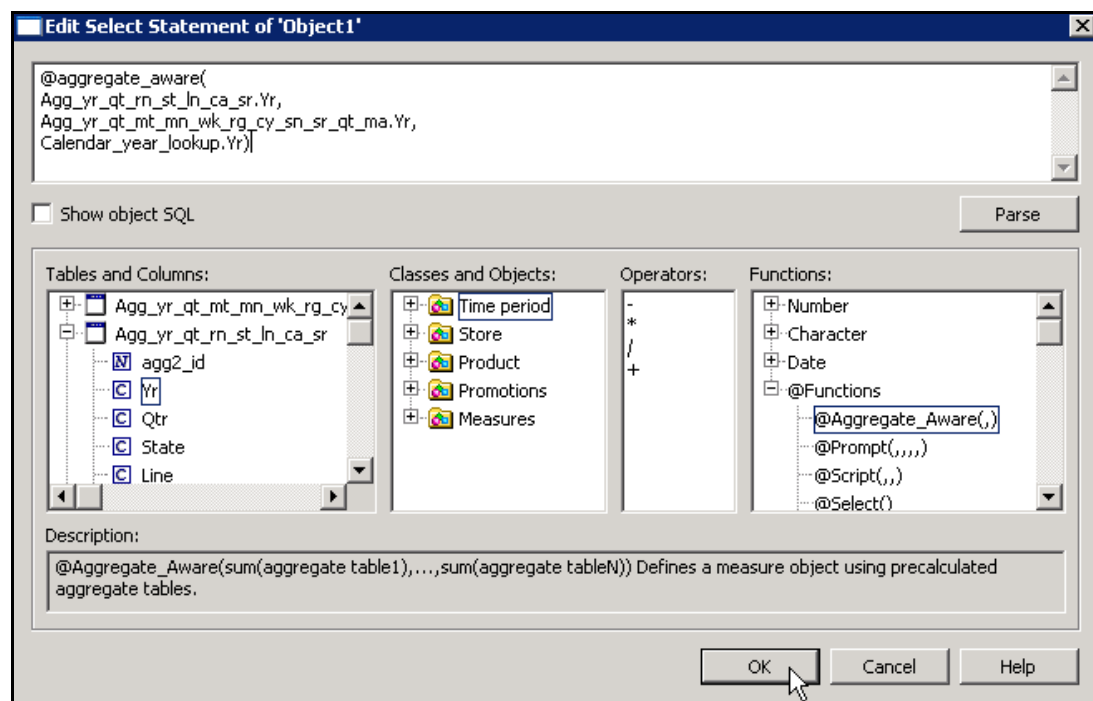 Edit Select Statement of 'Object1'
@aggregate_aware(
Agg_yr_qt_rn_st_ln_ca_sr.Yr,
Agg_yr_qt_mt_mn_wk_rg_cy_sn_sr_qt_ma.Yr,
Calendar_year_lookup.Yr)
Show object SQL
Parse
Tables and Columns:
Agg_yr_qt_mt_mn_wk_rg_cy
Agg_yr_qt_rn_st_ln_ca_sr
N agg2_id
C Yr
C Qtr
C State
C Line
Classes and Objects:
Time period
Store
Product
Promotions
Measures
Operators:
-
*
/
+
Functions:
Number
Character
Date
@Functions
@Aggregate_Aware(,)
@Prompt(,,,,)
@Script(,,)
@Select()
Description:
@Aggregate_Aware(sum(aggregate table1),...,sum(aggregate tableN)) Defines a measure object using precalculated
aggregate tables.
OK
Cancel
Help